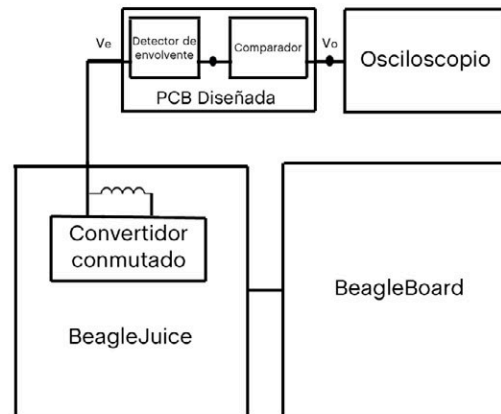 Ve
Detector de
envolvente
Comparador
Vo
PCB Diseñada
Osciloscopio
Convertidor
conmutado
BeagleJuice
BeagleBoard